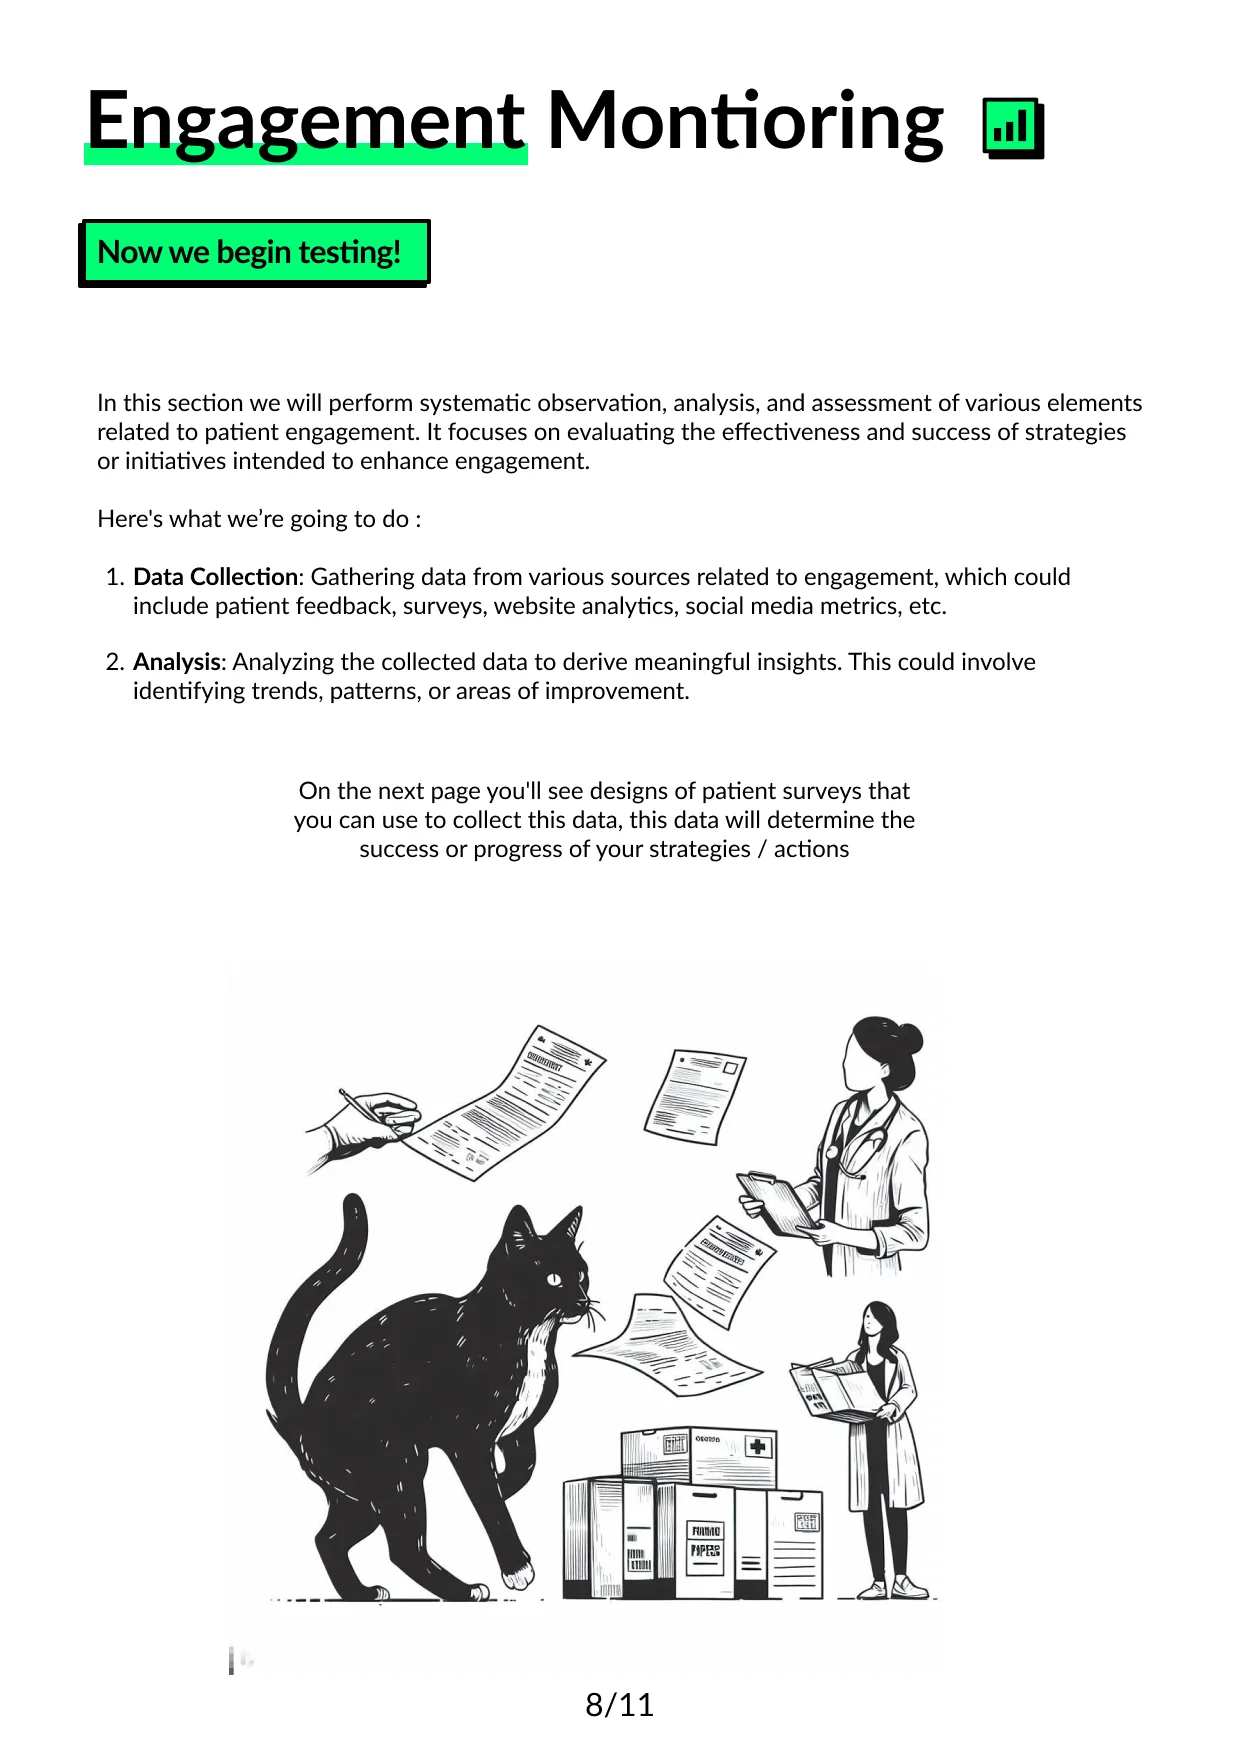 Engagement Montioring
Now we begin testing!
In this section we will perform systematic observation, analysis, and assessment of various elements
related to patient engagement. It focuses on evaluating the effectiveness and success of strategies
or initiatives intended to enhance engagement.
Here's what we’re going to do :
1. Data Collection: Gathering data from various sources related to engagement, which could
include patient feedback, surveys, website analytics, social media metrics, etc.
2. Analysis: Analyzing the collected data to derive meaningful insights. This could involve
identifying trends, patterns, or areas of improvement.
On the next page you'll see designs of patient surveys that
you can use to collect this data, this data will determine the
success or progress of your strategies / actions
8/11